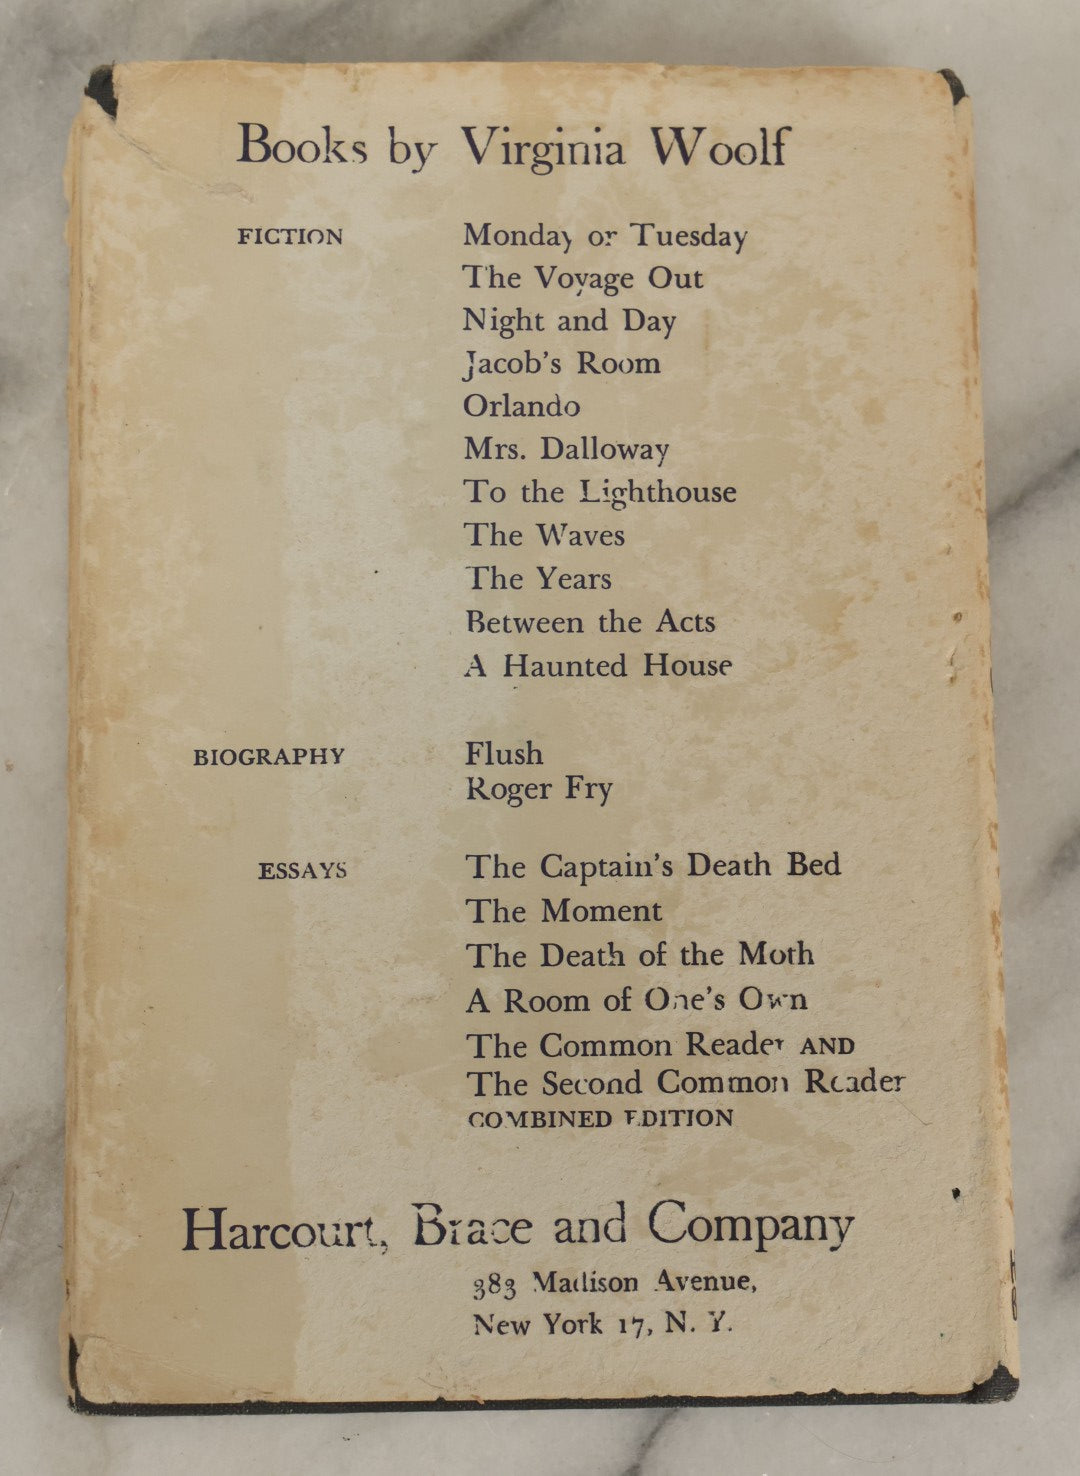 Books by Virginia Woolf
FICTION Monday or Tuesday
The Voyage Out
Night and Day
Jacob's Room
Orlando
Mrs. Dalloway
To the Lighthouse
The Waves
The Years
Between the Acts
A Haunted House
BIOGRAPHY Flush
Roger Fry
ESSAYS The Captain's Death Bed
The Moment
The Death of the Moth
A Room of One's Own
The Common Reader AND
The Second Common Reader
COMBINED EDITION
Harcourt, Brace and Company
383 Madison Avenue,
New York 17, N. Y.